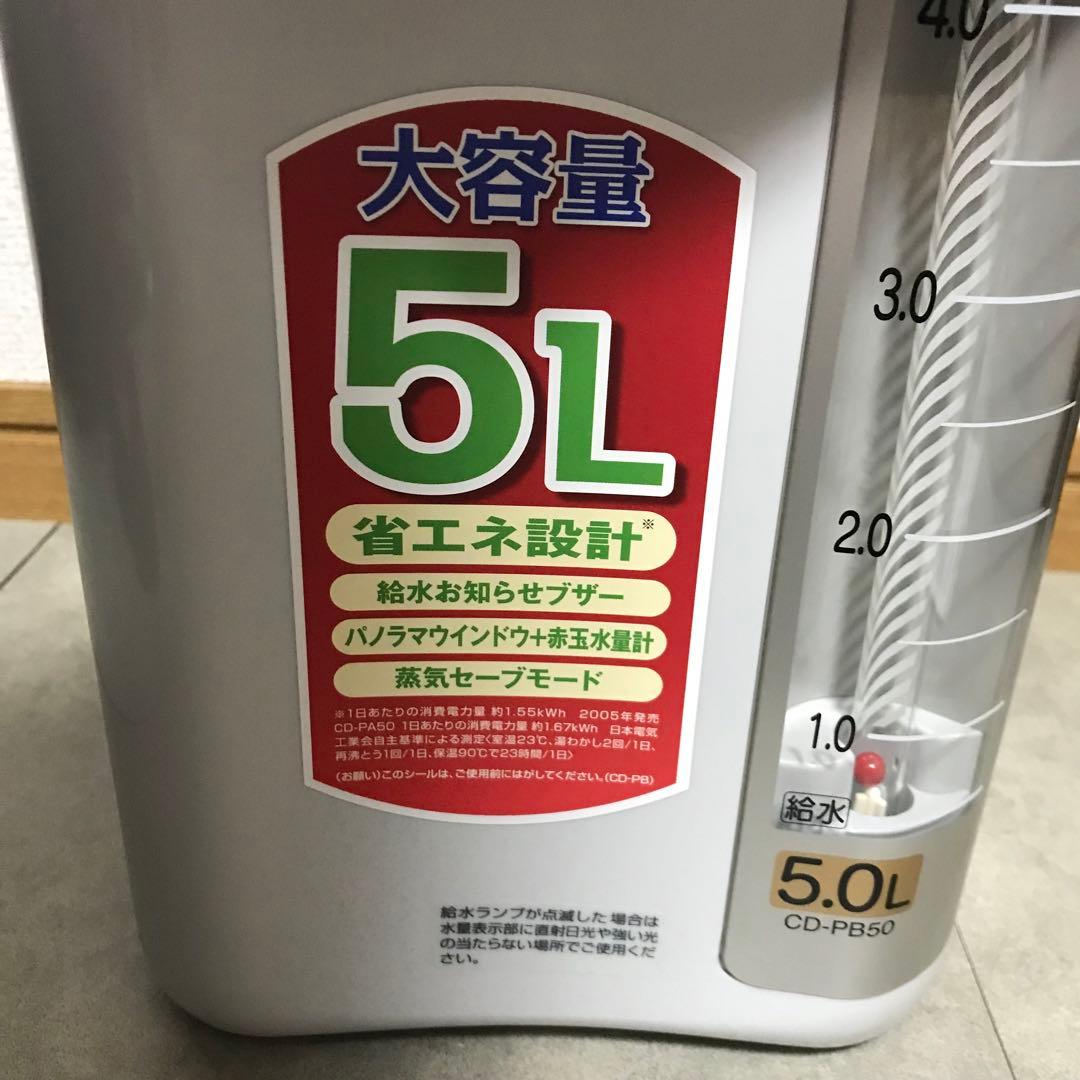 大容量
5L
省エネ設計※
給水お知らせブザー
パノラマウインドウ+赤玉水量計
蒸気セーブモード
※1日あたりの消費電力量 約1.55kWh 2005年発売
CD-PA50 1日あたりの消費電力量 約1.67kWh 日本電気
工業会自主基準による測定〈室温23℃、湯わかし2回/1日、
再沸とう1回/1日、保温90℃で23時間/1日〉
(お願い)このシールは、ご使用前にはがしてください。(CD-PB)
給水ランプが点滅した場合は
水量表示部に直射日光や強い光
の当たらない場所でご使用くだ
さい。
4.0
3.0
2.0
1.0
給水
5.0L
CD-PB50